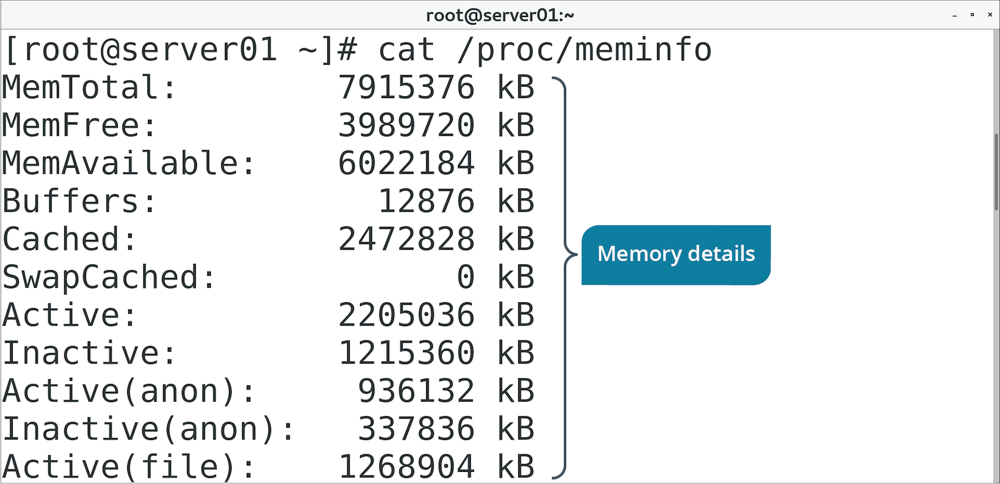 root@server01:~
[root@server01 ~]# cat /proc/meminfo
MemTotal: 7915376 kB
MemFree: 3989720 kB
MemAvailable: 6022184 kB
Buffers: 12876 kB
Cached: 2472828 kB
SwapCached: 0 kB
Active: 2205036 kB
Inactive: 1215360 kB
Active(anon): 936132 kB
Inactive(anon): 337836 kB
Active(file): 1268904 kB
Memory details